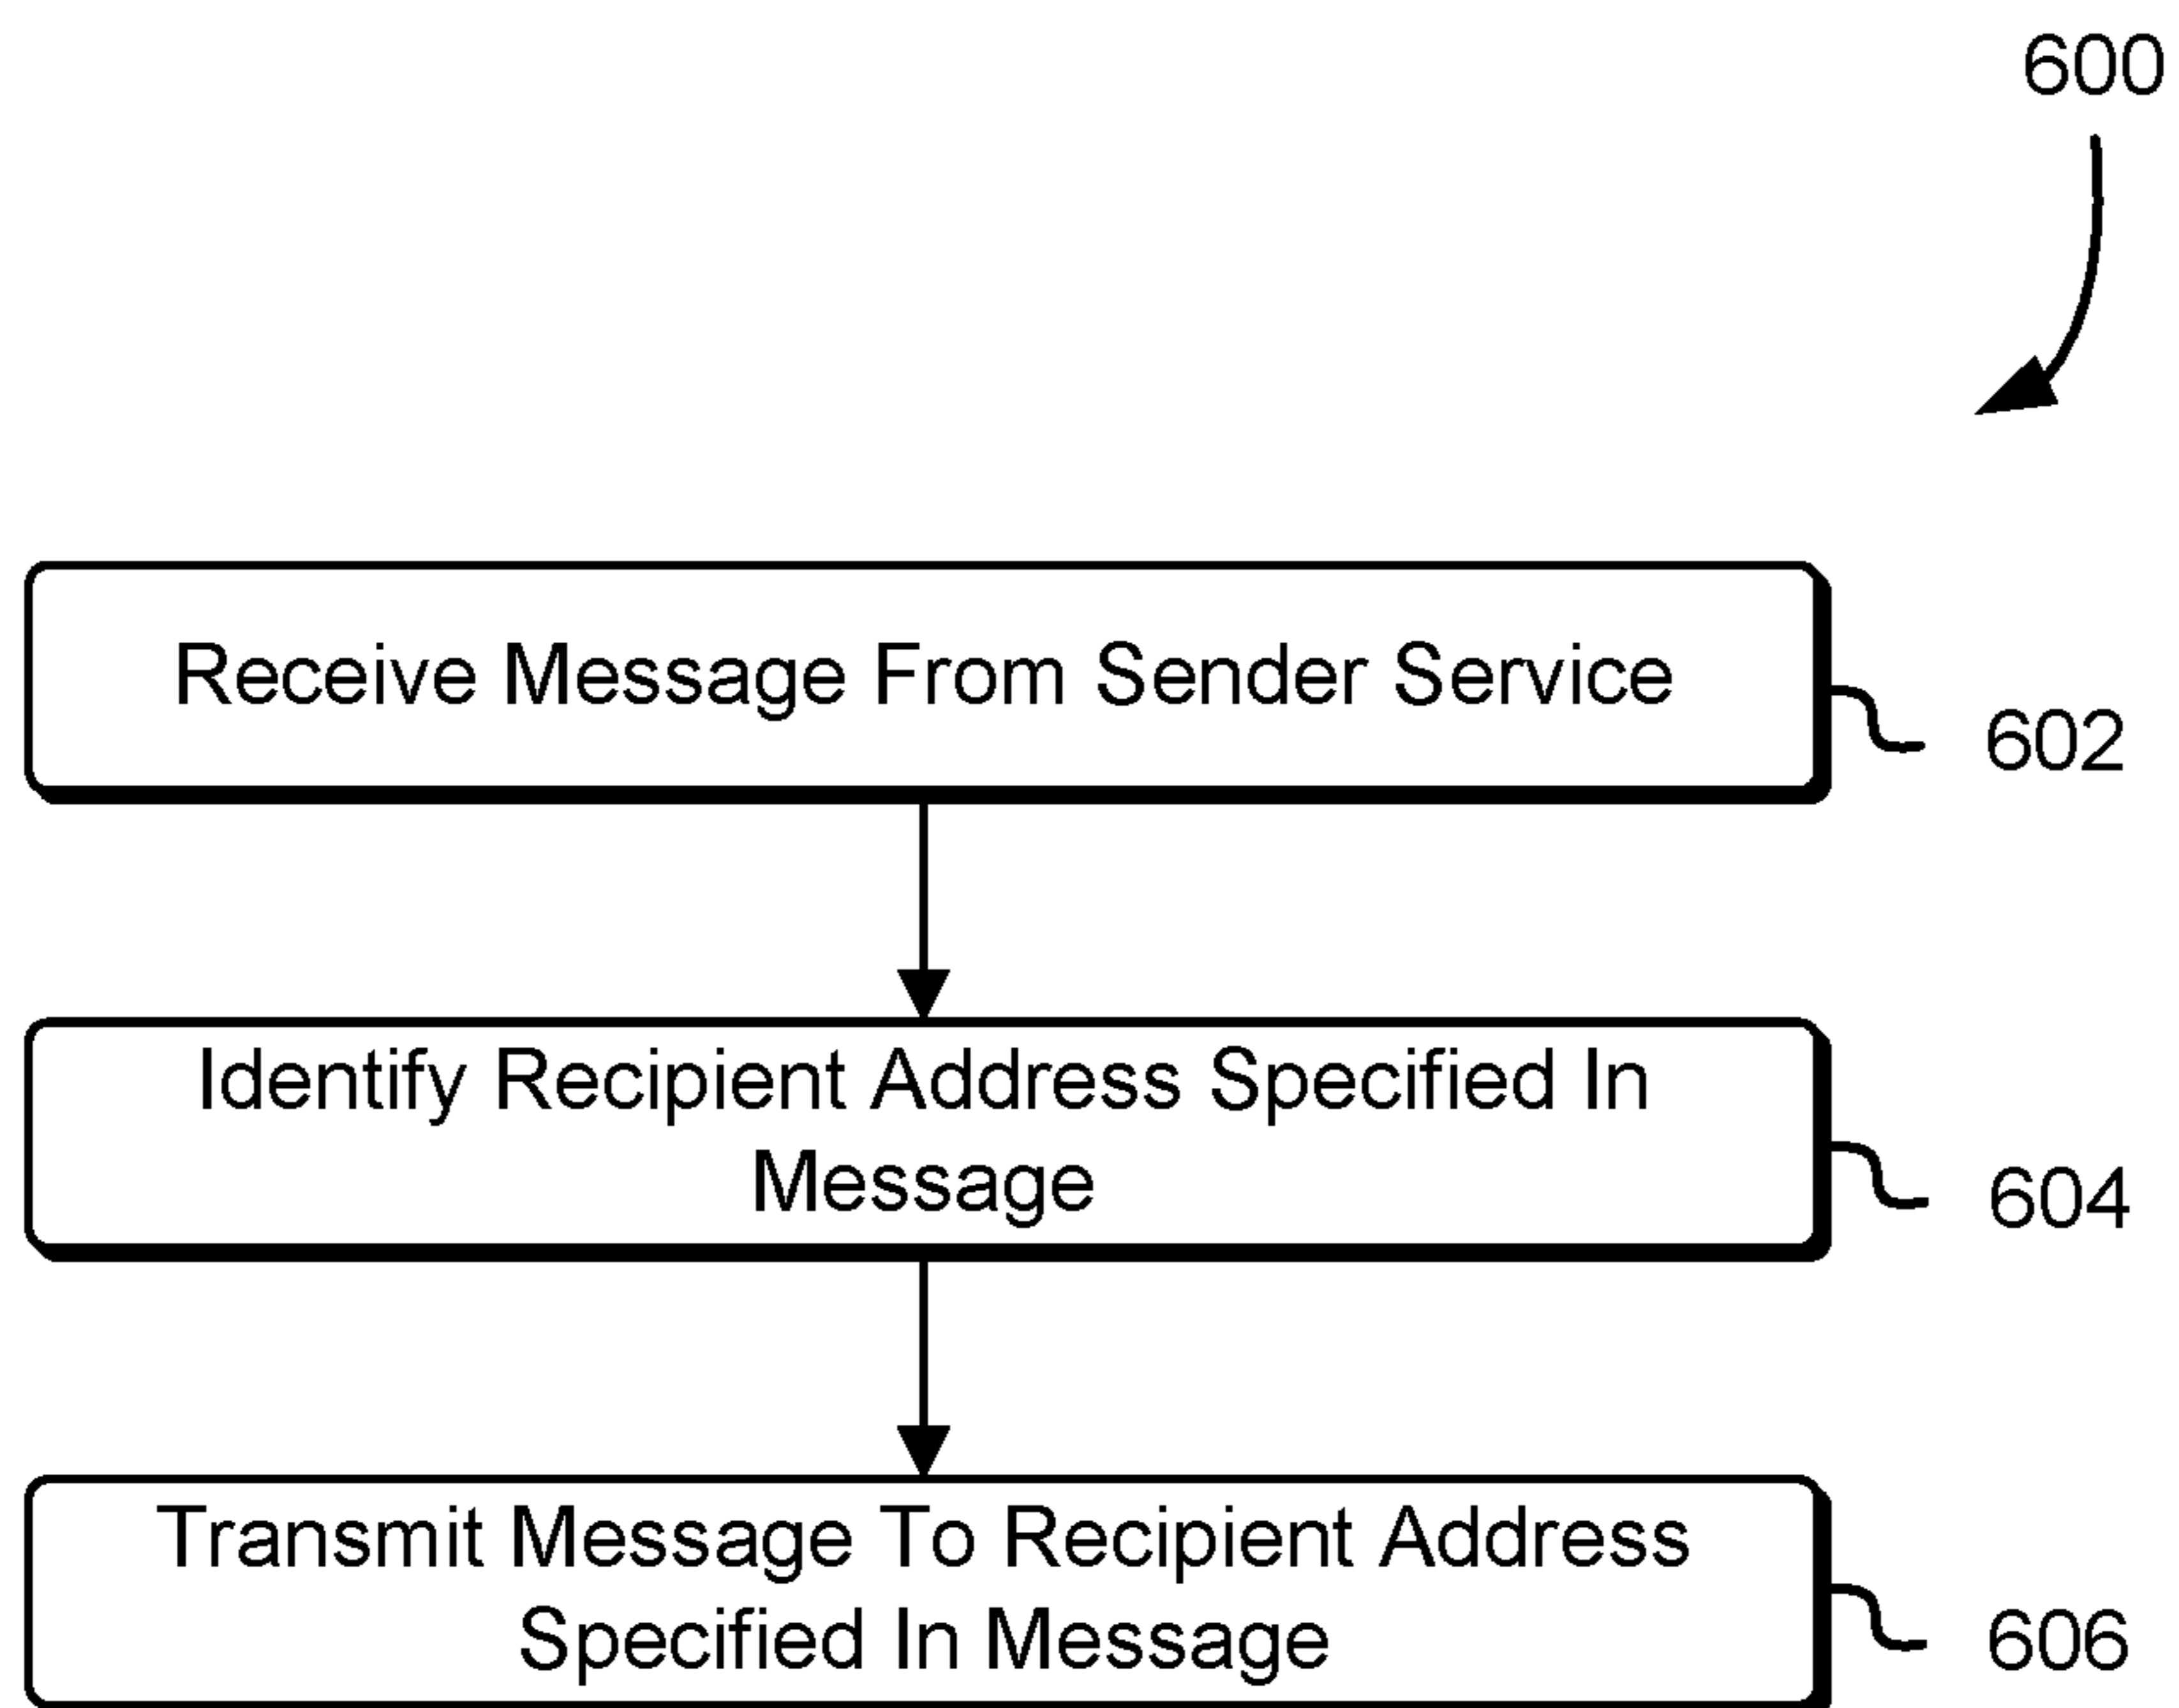 600
Receive Message From Sender Service
602
Identify Recipient Address Specified In
Message
604
Transmit Message To Recipient Address
Specified In Message
606